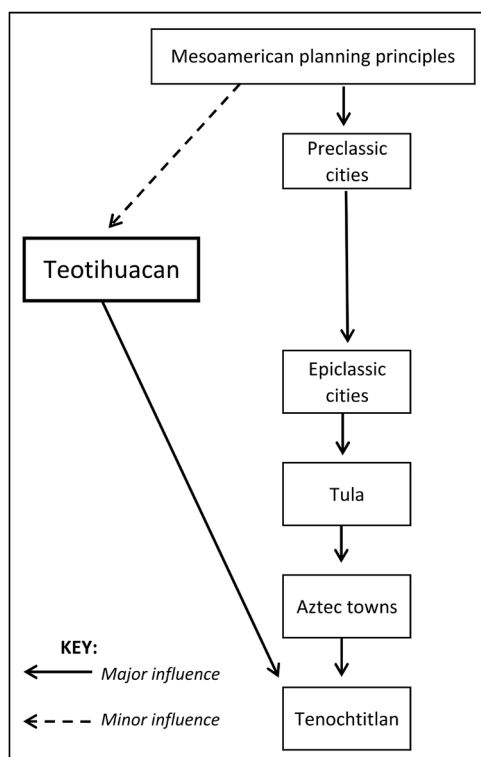 Mesoamerican planning principles
Preclassic
cities
Teotihuacan
Epiclassic
cities
Tula
Aztec towns
Tenochtitlan
KEY:
Major influence
Minor influence